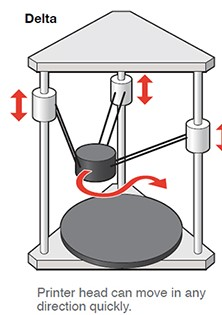 Delta
Printer head can move in any
direction quickly.